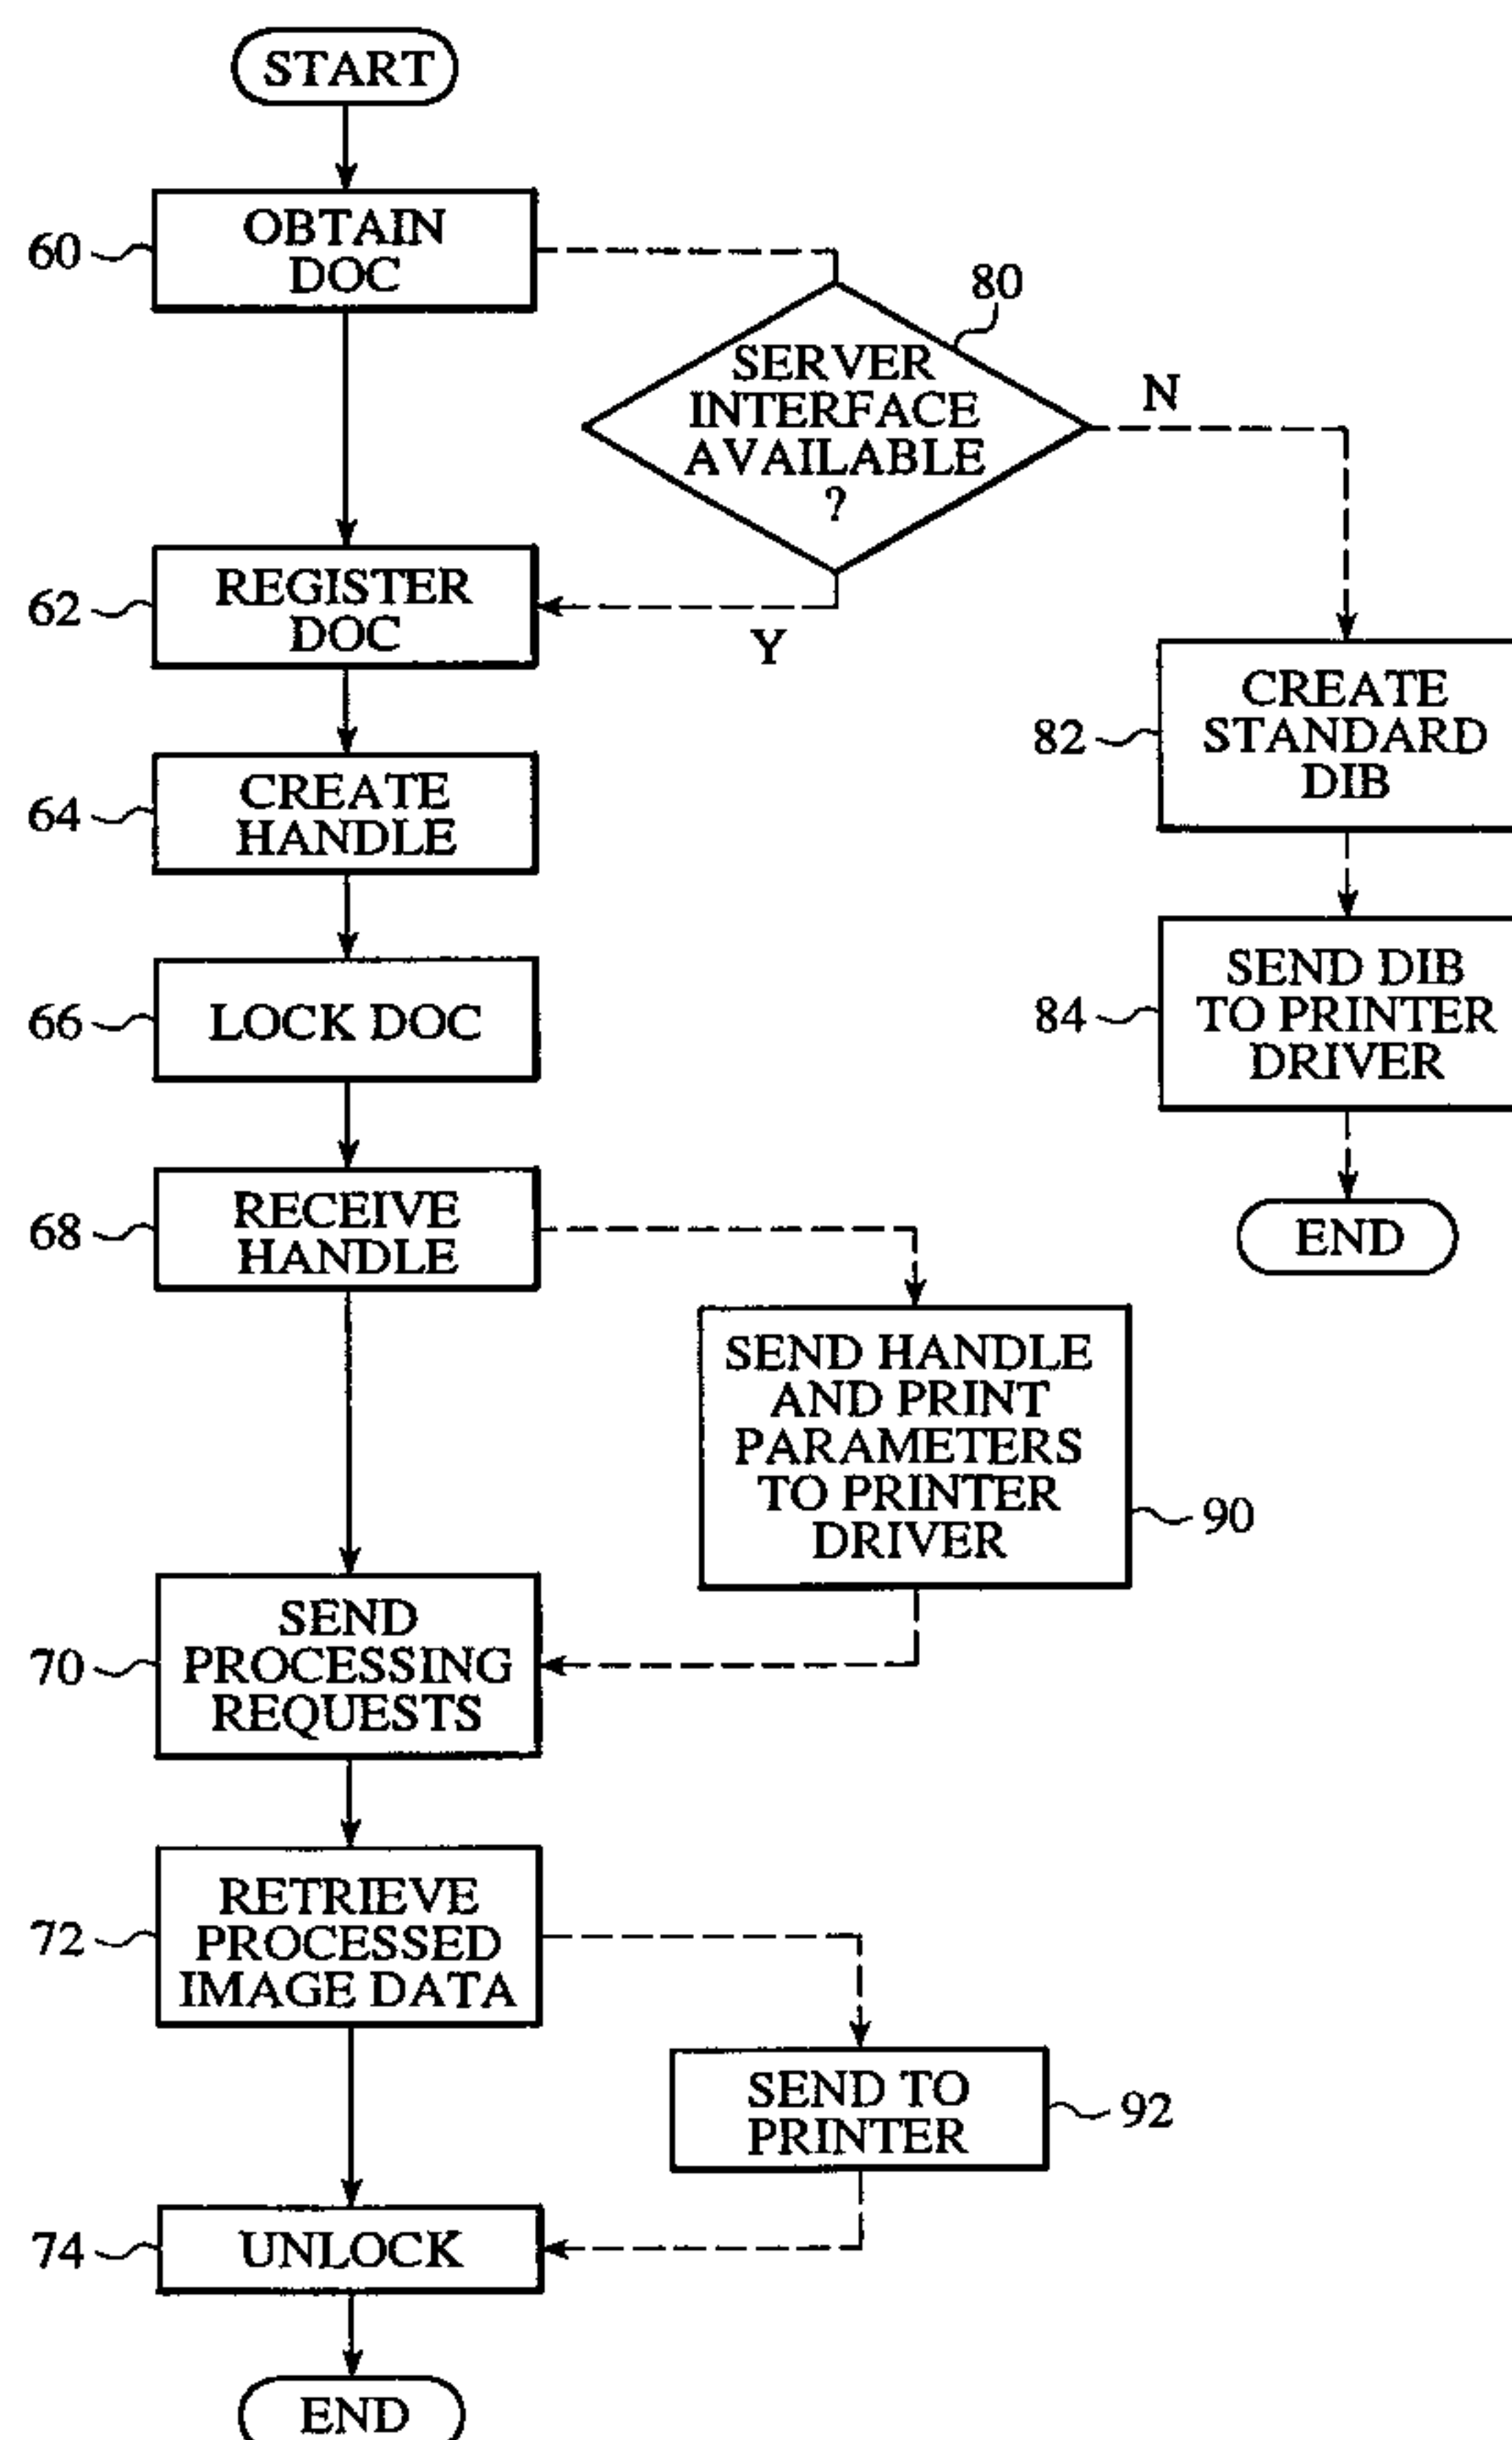 START
60
OBTAIN
DOC
80
SERVER
INTERFACE
AVAILABLE
?
N
Y
62
REGISTER
DOC
82
CREATE
STANDARD
DIB
64
CREATE
HANDLE
84
SEND DIB
TO PRINTER
DRIVER
66
LOCK DOC
END
68
RECEIVE
HANDLE
SEND HANDLE
AND PRINT
PARAMETERS
TO PRINTER
DRIVER
90
70
SEND
PROCESSING
REQUESTS
72
RETRIEVE
PROCESSED
IMAGE DATA
SEND TO
PRINTER
92
74
UNLOCK
END